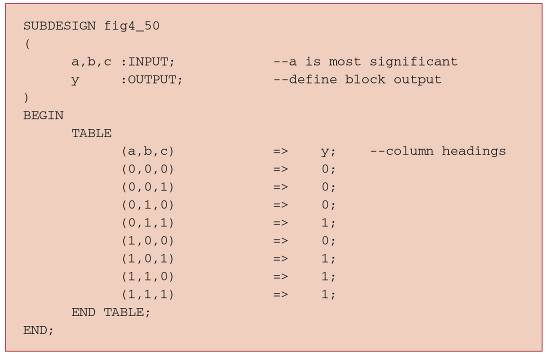 SUBDESIGN fig4_50
(
a,b,c :INPUT; --a is most significant
y :OUTPUT; --define block output
)
BEGIN
TABLE
(a,b,c) => y; --column headings
(0,0,0) => 0;
(0,0,1) => 0;
(0,1,0) => 0;
(0,1,1) => 1;
(1,0,0) => 0;
(1,0,1) => 1;
(1,1,0) => 1;
(1,1,1) => 1;
END TABLE;
END;